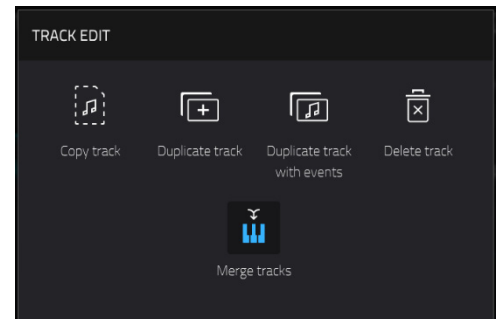 TRACK EDIT
Copy track
Duplicate track
Duplicate track
with events
Delete track
Merge tracks